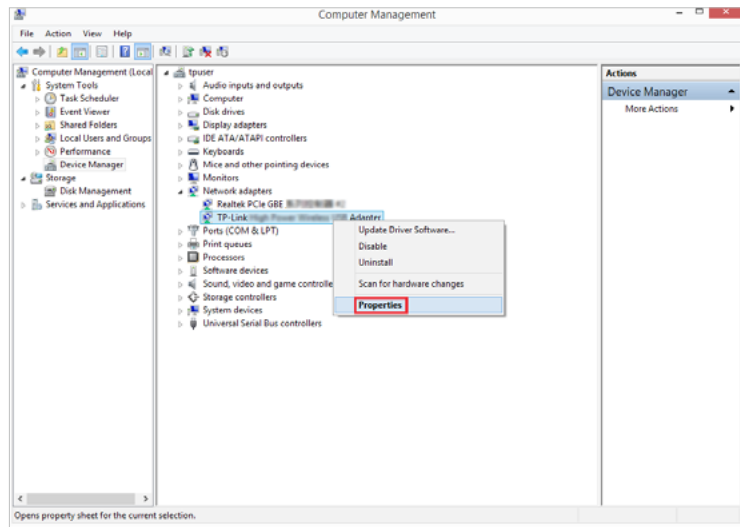 Computer Management
File Action View Help
Computer Management (Local
System Tools
Task Scheduler
Event Viewer
Shared Folders
Local Users and Groups
Performance
Device Manager
Storage
Disk Management
Services and Applications
tpuser
Audio inputs and outputs
Computer
Disk drives
Display adapters
IDE ATA/ATAPI controllers
Keyboards
Mice and other pointing devices
Monitors
Network adapters
Realtek PCIe GBE
TP-Link High Power Wireless USB Adapter
Ports (COM & LPT)
Print queues
Processors
Software devices
Sound, video and game controlle
Storage controllers
System devices
Universal Serial Bus controllers
Update Driver Software...
Disable
Uninstall
Scan for hardware changes
Properties
Actions
Device Manager
More Actions
Opens property sheet for the current selection.